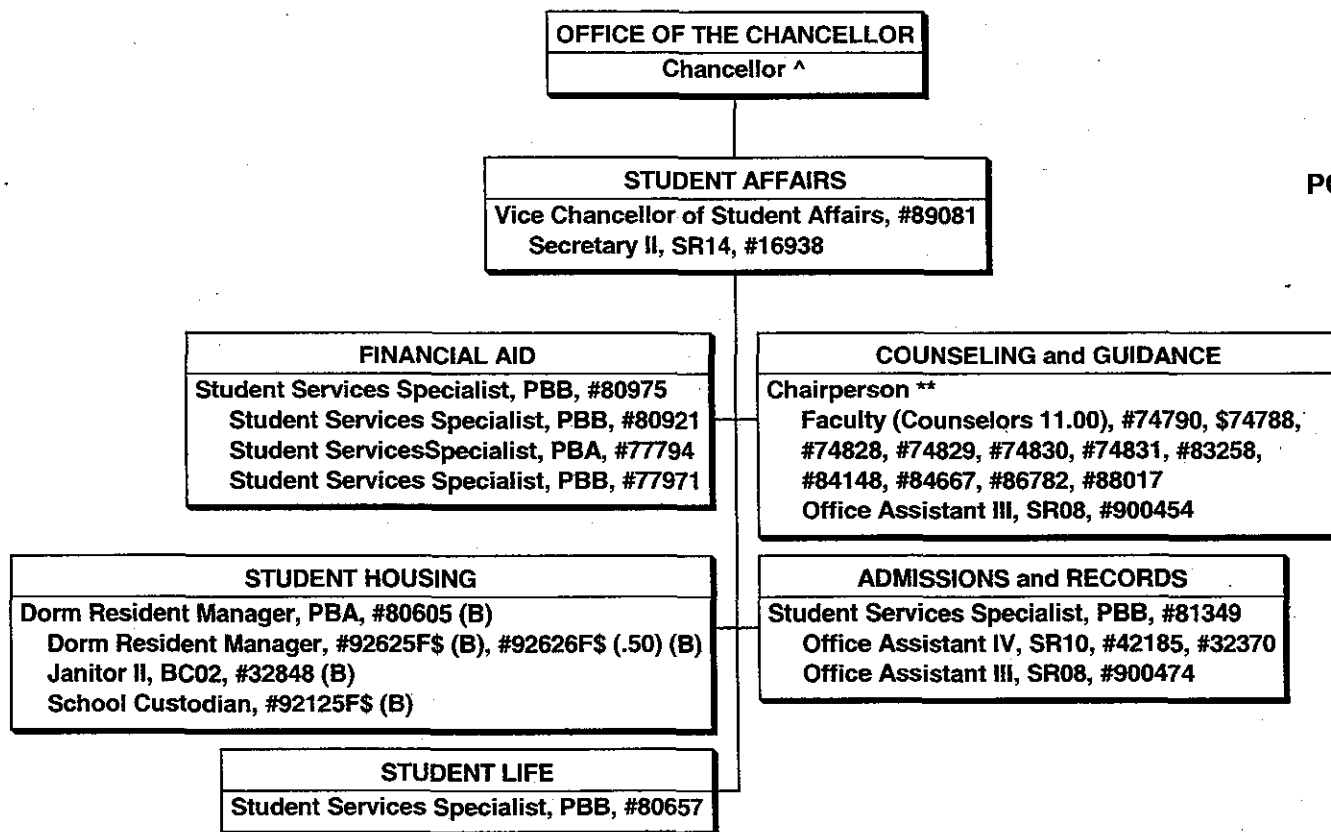 OFFICE OF THE CHANCELLOR
Chancellor ^
STUDENT AFFAIRS
Vice Chancellor of Student Affairs, #89081
Secretary II, SR14, #16938
FINANCIAL AID
Student Services Specialist, PBB, #80975
Student Services Specialist, PBB, #80921
Student ServicesSpecialist, PBA, #77794
Student Services Specialist, PBB, #77971
COUNSELING and GUIDANCE
Chairperson **
Faculty (Counselors 11.00), #74790, $74788,
#74828, #74829, #74830, #74831, #83258,
#84148, #84667, #86782, #88017
Office Assistant III, SR08, #900454
STUDENT HOUSING
Dorm Resident Manager, PBA, #80605 (B)
Dorm Resident Manager, #92625F$ (B), #92626F$ (.50) (B)
Janitor II, BC02, #32848 (B)
School Custodian, #92125F$ (B)
ADMISSIONS and RECORDS
Student Services Specialist, PBB, #81349
Office Assistant IV, SR10, #42185, #32370
Office Assistant III, SR08, #900474
STUDENT LIFE
Student Services Specialist, PBB, #80657